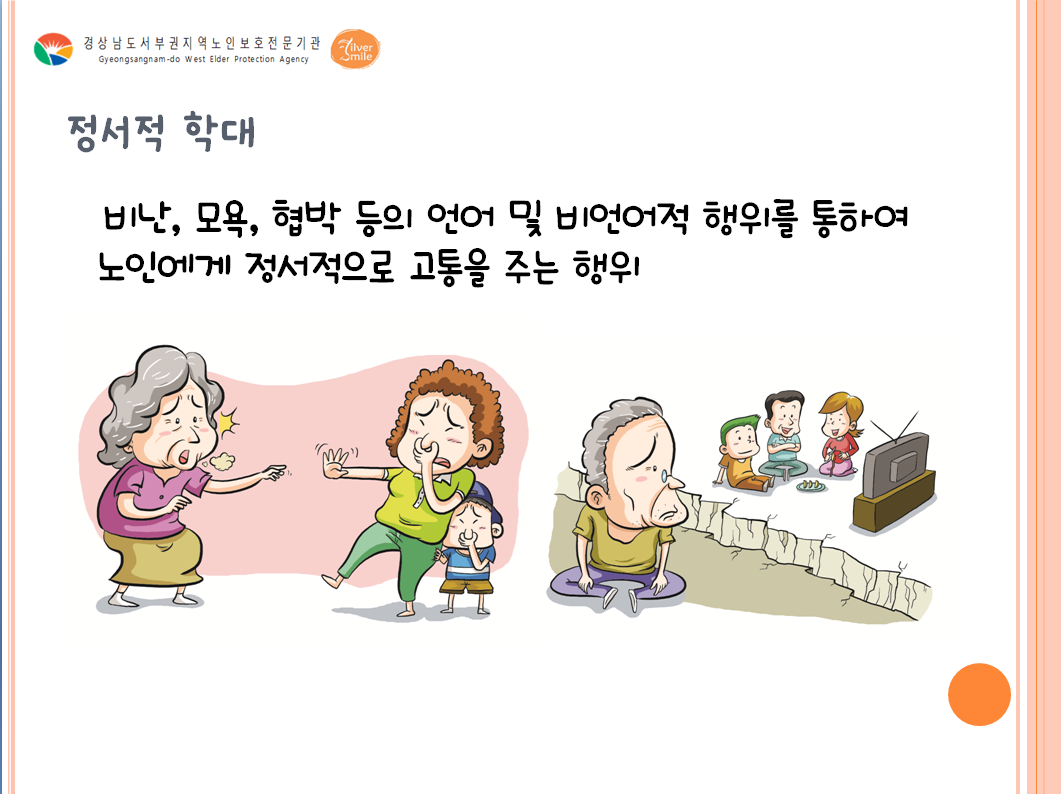 경상남도서부권지역노인보호전문기관
Gyeongsangnam-do West Elder Protection Agency
Silver
Smile
정서적 학대
비난, 모욕, 협박 등의 언어 및 비언어적 행위를 통하여
노인에게 정서적으로 고통을 주는 행위